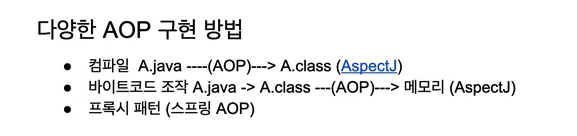 다양한 AOP 구현 방법
● 컴파일 A.java ----(AOP)---> A.class (AspectJ)
● 바이트코드 조작 A.java -> A.class ---(AOP)---> 메모리 (AspectJ)
● 프록시 패턴 (스프링 AOP)